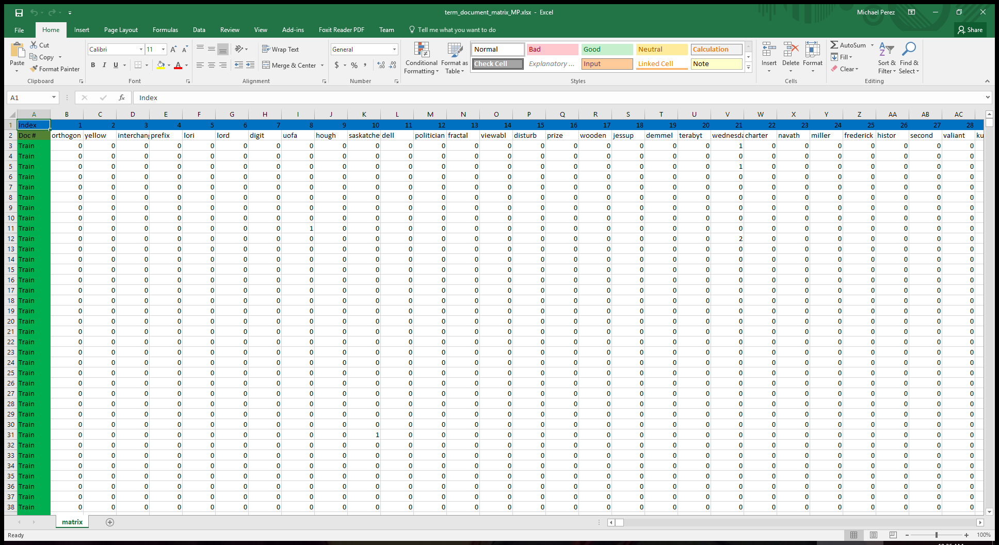 term_document_matrix_MP.xlsx - Excel Michael Perez
File Home Insert Page Layout Formulas Data Review View Add-ins Foxit Reader PDF Team Tell me what you want to do Share
Paste Cut Copy Format Painter Clipboard
Calibri 11 B I U Font
Wrap Text Merge & Center Alignment
General $ % , Number
Conditional Formatting Format as Table
Normal Bad Good Neutral Calculation
Check Cell Explanatory ... Input Linked Cell Note
Styles
Insert Delete Format Cells
AutoSum Fill Clear Sort & Filter Find & Select Editing
A1 fx Index
A B C D E F G H I J K L M N O P Q R S T U V W X Y Z AA AB AC
1 Index 1 2 3 4 5 6 7 8 9 10 11 12 13 14 15 16 17 18 19 20 21 22 23 24 25 26 27 28
2 Doc # orthogon yellow interchan prefix lori lord digit uofa hough saskatche dell politician fractal viewabl disturb prize wooden jessup demmel terabyt wednesda charter navath miller frederick histor second valiant ku
3 Train 0 0 0 0 0 0 0 0 0 0 0 0 0 0 0 0 0 0 0 0 1 0 0 0 0 0 0 0
4 Train 0 0 0 0 0 0 0 0 0 0 0 0 0 0 0 0 0 0 0 0 0 0 0 0 0 0 0 0
5 Train 0 0 0 0 0 0 0 0 0 0 0 0 0 0 0 0 0 0 0 0 1 0 0 0 0 0 0 0
6 Train 0 0 0 0 0 0 0 0 0 0 0 0 0 0 0 0 0 0 0 0 0 0 0 0 0 0 0 0
7 Train 0 0 0 0 0 0 0 0 0 0 0 0 0 0 0 0 0 0 0 0 0 0 0 0 0 0 0 0
8 Train 0 0 0 0 0 0 0 0 0 0 0 0 0 0 0 0 0 0 0 0 0 0 0 0 0 0 0 0
9 Train 0 0 0 0 0 0 0 0 0 0 0 0 0 0 0 0 0 0 0 0 0 0 0 0 0 0 0 0
10 Train 0 0 0 0 0 0 0 0 0 0 0 0 0 0 0 0 0 0 0 0 0 0 0 0 0 0 0 0
11 Train 0 0 0 0 0 0 0 1 0 0 0 0 0 0 0 0 0 0 0 0 0 0 0 0 0 0 0 0
12 Train 0 0 0 0 0 0 0 0 0 0 0 0 0 0 0 0 0 0 0 0 2 0 0 0 0 0 0 0
13 Train 0 0 0 0 0 0 0 0 0 0 0 0 0 0 0 0 0 0 0 0 0 0 0 0 0 0 0 0
14 Train 0 0 0 0 0 0 0 0 0 0 0 0 0 0 0 0 0 0 0 0 0 0 0 0 0 0 0 0
15 Train 0 0 0 0 0 0 0 0 0 0 0 0 0 0 0 0 0 0 0 0 0 0 0 0 0 0 0 0
16 Train 0 0 0 0 0 0 0 0 0 0 0 0 0 0 0 0 0 0 0 0 0 0 0 0 0 0 0 0
17 Train 0 0 0 0 0 0 0 0 0 0 0 0 0 0 0 0 0 0 0 0 0 0 0 0 0 0 0 0
18 Train 0 0 0 0 0 0 0 0 0 0 0 0 0 0 0 0 0 0 0 0 0 0 0 0 0 0 0 0
19 Train 0 0 0 0 0 0 0 0 0 0 0 0 0 0 0 0 0 0 0 0 0 0 0 0 0 0 0 0
20 Train 0 0 0 0 0 0 0 0 0 0 0 0 0 0 0 0 0 0 0 0 0 0 0 0 0 0 0 0
21 Train 0 0 0 0 0 0 0 0 0 0 0 0 0 0 0 0 0 0 0 0 0 0 0 0 0 0 0 0
22 Train 0 0 0 0 0 0 0 0 0 0 0 0 0 0 0 0 0 0 0 0 0 0 0 0 0 0 0 0
23 Train 0 0 0 0 0 0 0 0 0 0 0 0 0 0 0 0 0 0 0 0 0 0 0 0 0 0 0 0
24 Train 0 0 0 0 0 0 0 0 0 0 0 0 0 0 0 0 0 0 0 0 0 0 0 0 0 0 0 0
25 Train 0 0 0 0 0 0 0 0 0 0 0 0 0 0 0 0 0 0 0 0 0 0 0 0 0 0 0 0
26 Train 0 0 0 0 0 0 0 0 0 0 0 0 0 0 0 0 0 0 0 0 0 0 0 0 0 0 0 0
27 Train 0 0 0 0 0 0 0 0 0 0 0 0 0 0 0 0 0 0 0 0 0 0 0 0 0 0 0 0
28 Train 0 0 0 0 0 0 0 0 0 0 0 0 0 0 0 0 0 0 0 0 0 0 0 0 0 0 0 0
29 Train 0 0 0 0 0 0 0 0 0 0 0 0 0 0 0 0 0 0 0 0 0 0 0 0 0 0 0 0
30 Train 0 0 0 0 0 0 0 0 0 0 0 0 0 0 0 0 0 0 0 0 0 0 0 0 0 0 0 0
31 Train 0 0 0 0 0 0 0 0 0 1 0 0 0 0 0 0 0 0 0 0 0 0 0 0 0 0 0 0
32 Train 0 0 0 0 0 0 0 0 0 0 0 0 0 0 0 0 0 0 0 0 0 0 0 0 0 0 0 0
33 Train 0 0 0 0 0 0 0 0 0 0 0 0 0 0 0 0 0 0 0 0 0 0 0 0 0 0 0 0
34 Train 0 0 0 0 0 0 0 0 0 0 0 0 0 0 0 0 0 0 0 0 0 0 0 0 0 0 0 0
35 Train 0 0 0 0 0 0 0 0 0 0 0 0 0 0 0 0 0 0 0 0 0 0 0 0 0 0 0 0
36 Train 0 0 0 0 0 0 0 0 0 0 0 0 0 0 0 0 0 0 0 0 0 0 0 0 0 0 0 0
37 Train 0 0 0 0 0 0 0 0 0 0 0 0 0 0 0 0 0 0 0 0 0 0 0 0 0 0 0 0
38 Train 0 0 0 0 0 0 0 0 0 0 0 0 0 0 0 0 0 0 0 0 0 0 0 0 0 0 0 0
matrix
Ready 100%